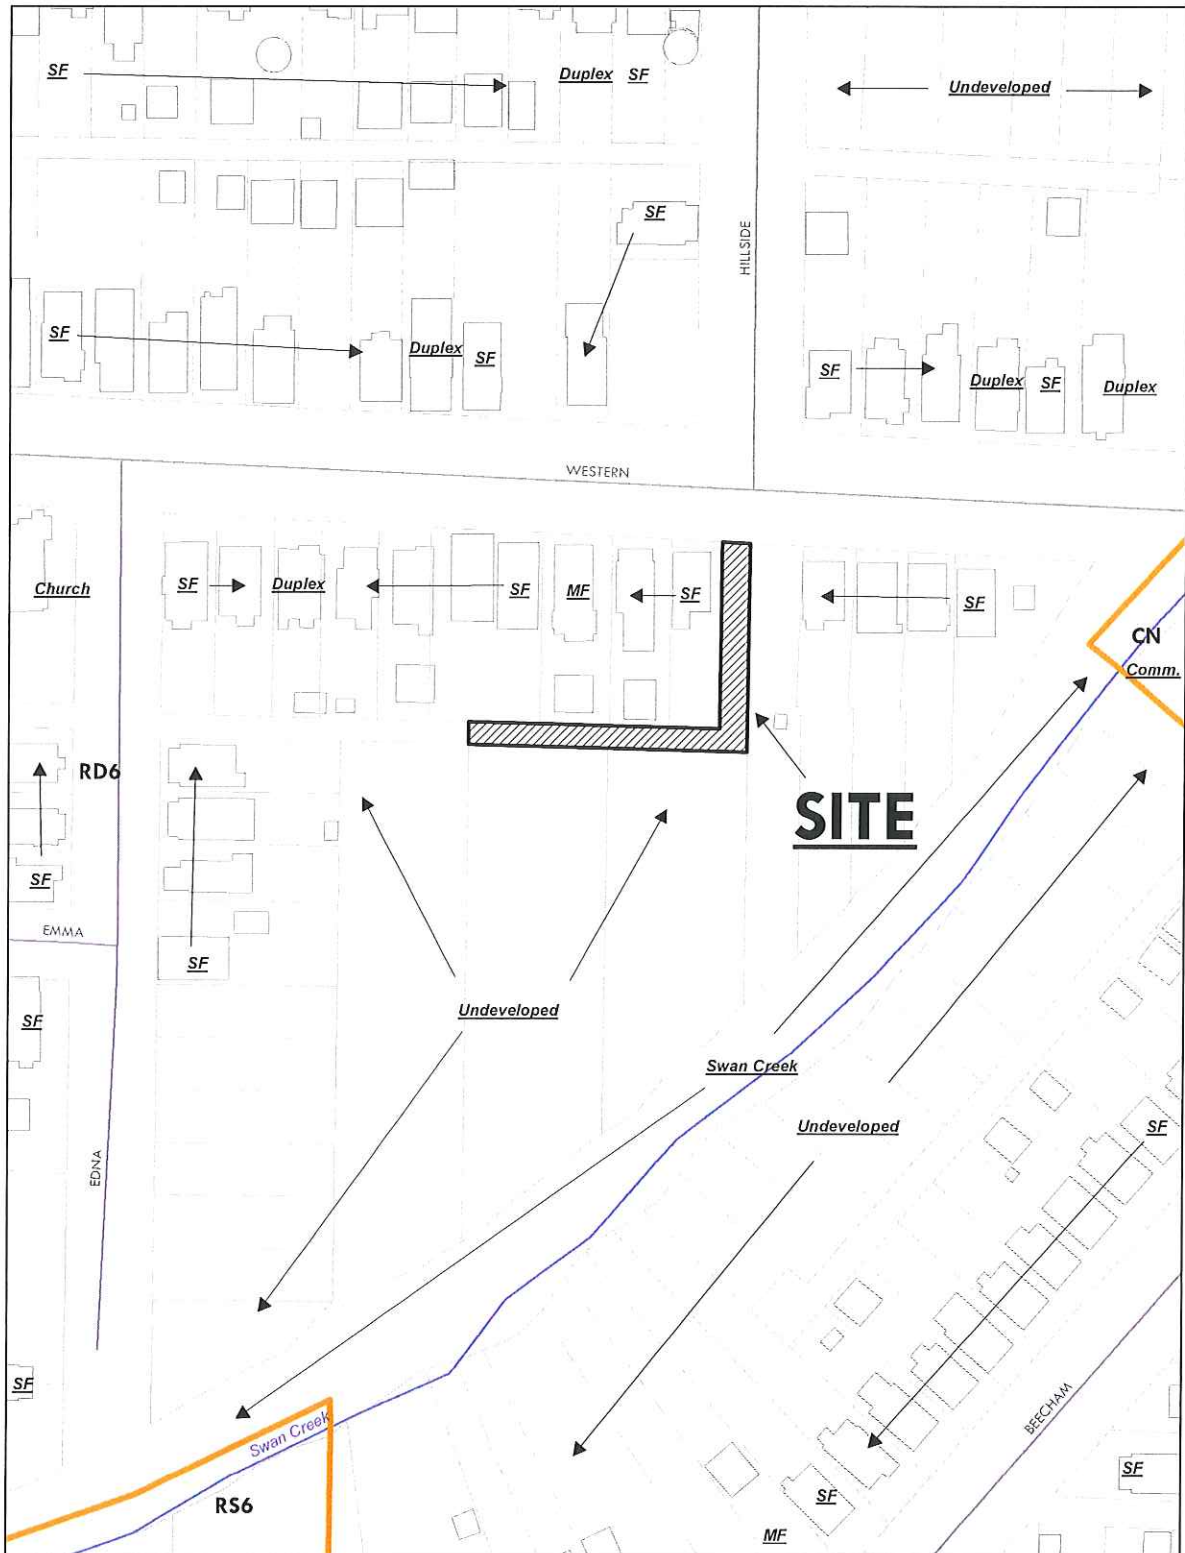 SF
Duplex SF
Undeveloped
SF
HILLSIDE
SF
Duplex
SF
SF
Duplex
SF
Duplex
WESTERN
Church
SF
Duplex
SF
MF
SF
SF
CN
Comm.
RD6
SITE
SF
EMMA
SF
SF
Undeveloped
Swan Creek
Undeveloped
SF
EDNA
SF
BEECHAM
Swan Creek
RS6
SF
SF
MF